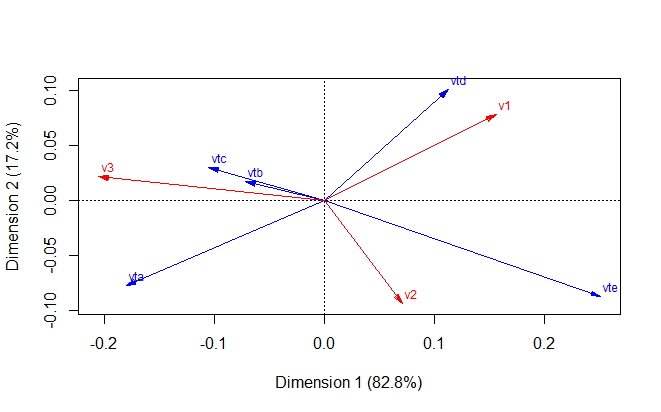 vtd
v1
v3
vtc
vtb
vta
v2
vte
0.10
0.05
0.00
-0.05
-0.10
Dimension 2 (17.2%)
-0.2
-0.1
0.0
0.1
0.2
Dimension 1 (82.8%)